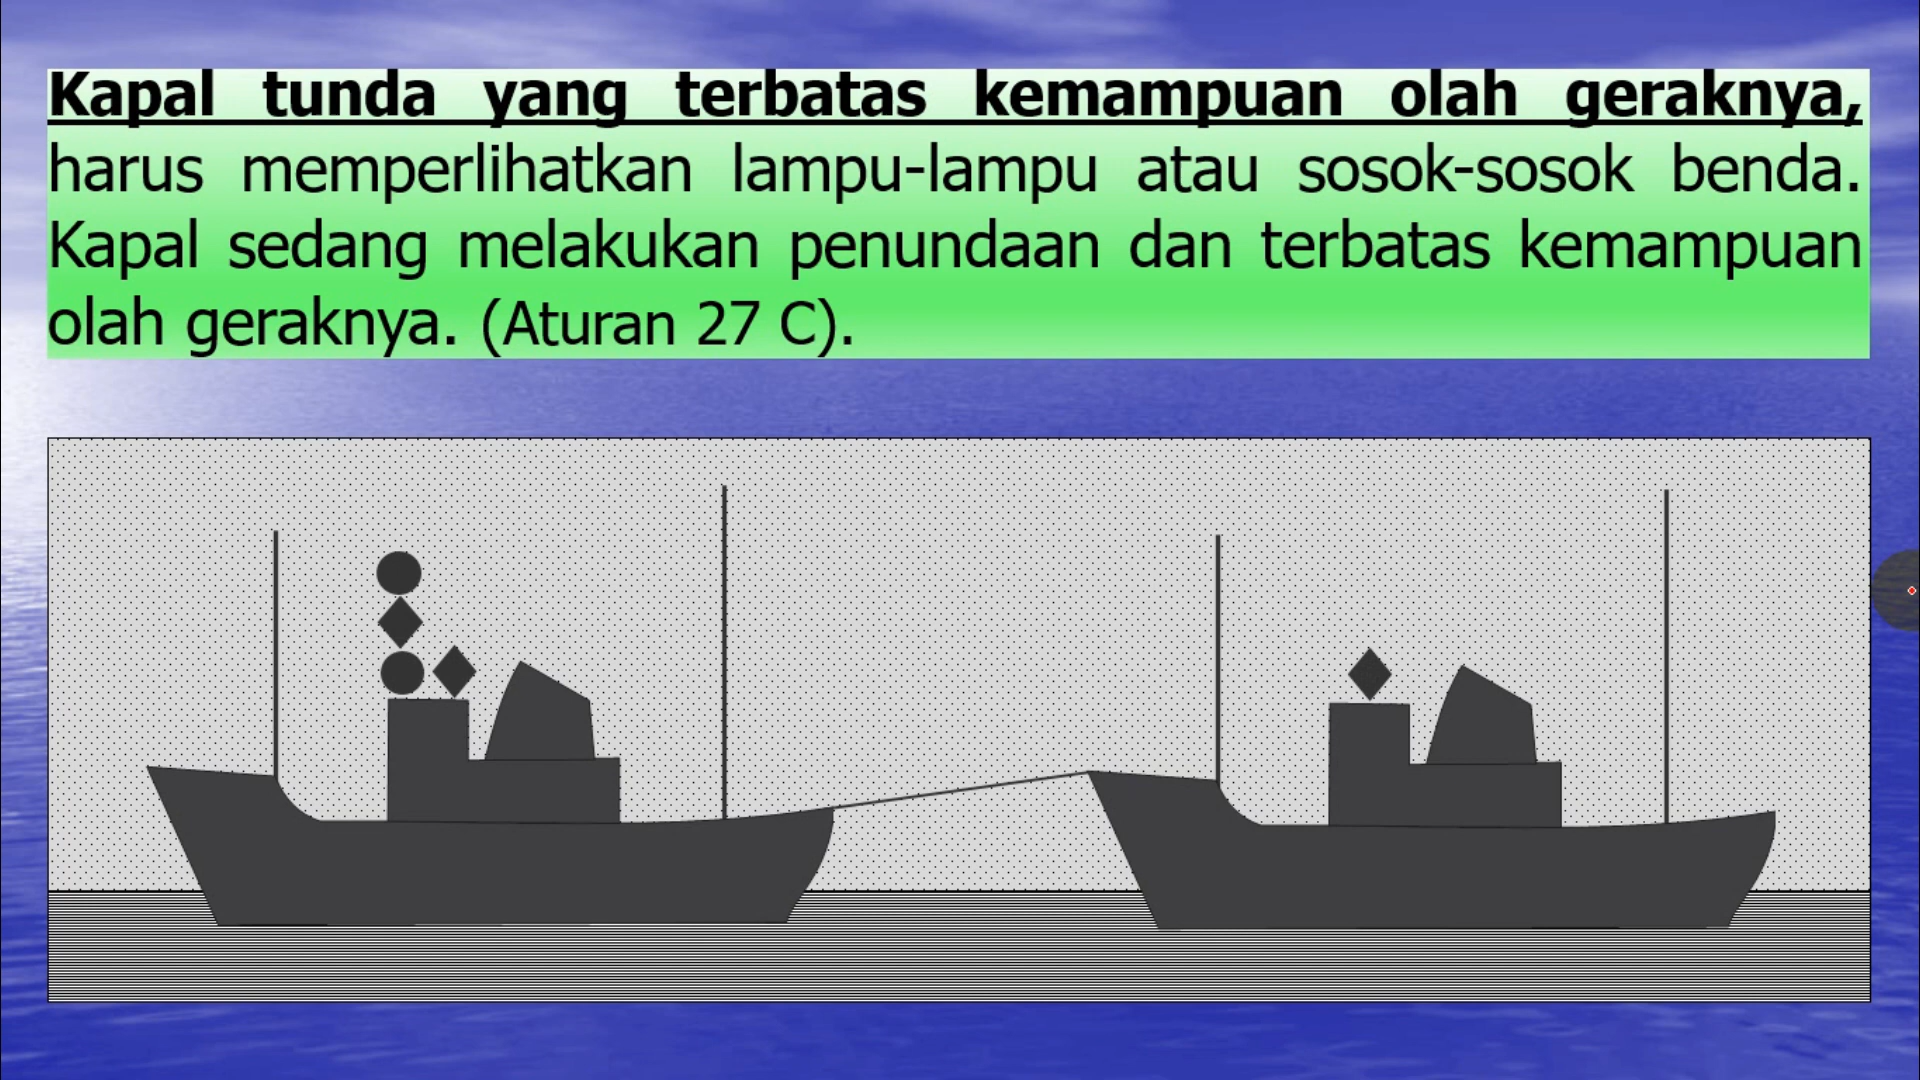 Kapal tunda yang terbatas kemampuan olah geraknya,
harus memperlihatkan lampu-lampu atau sosok-sosok benda.
Kapal sedang melakukan penundaan dan terbatas kemampuan
olah geraknya. (Aturan 27 C).